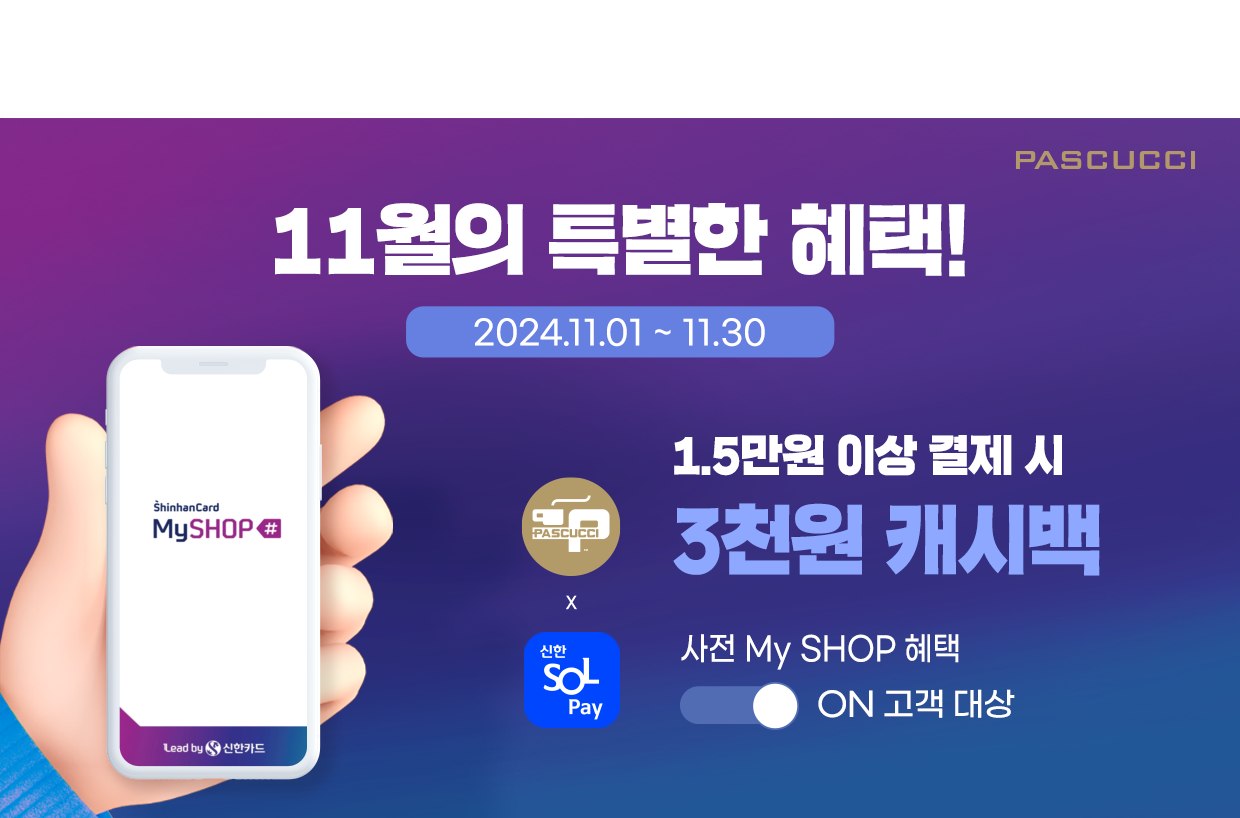 PASCUCCI
11월의 특별한 혜택!
2024.11.01 ~ 11.30
ShinhanCard
MySHOP #
Lead by 신한카드
1.5만원 이상 결제 시
3천원 캐시백
PASCUCCI
x
신한
SOL
Pay
사전 My SHOP 혜택
ON 고객 대상